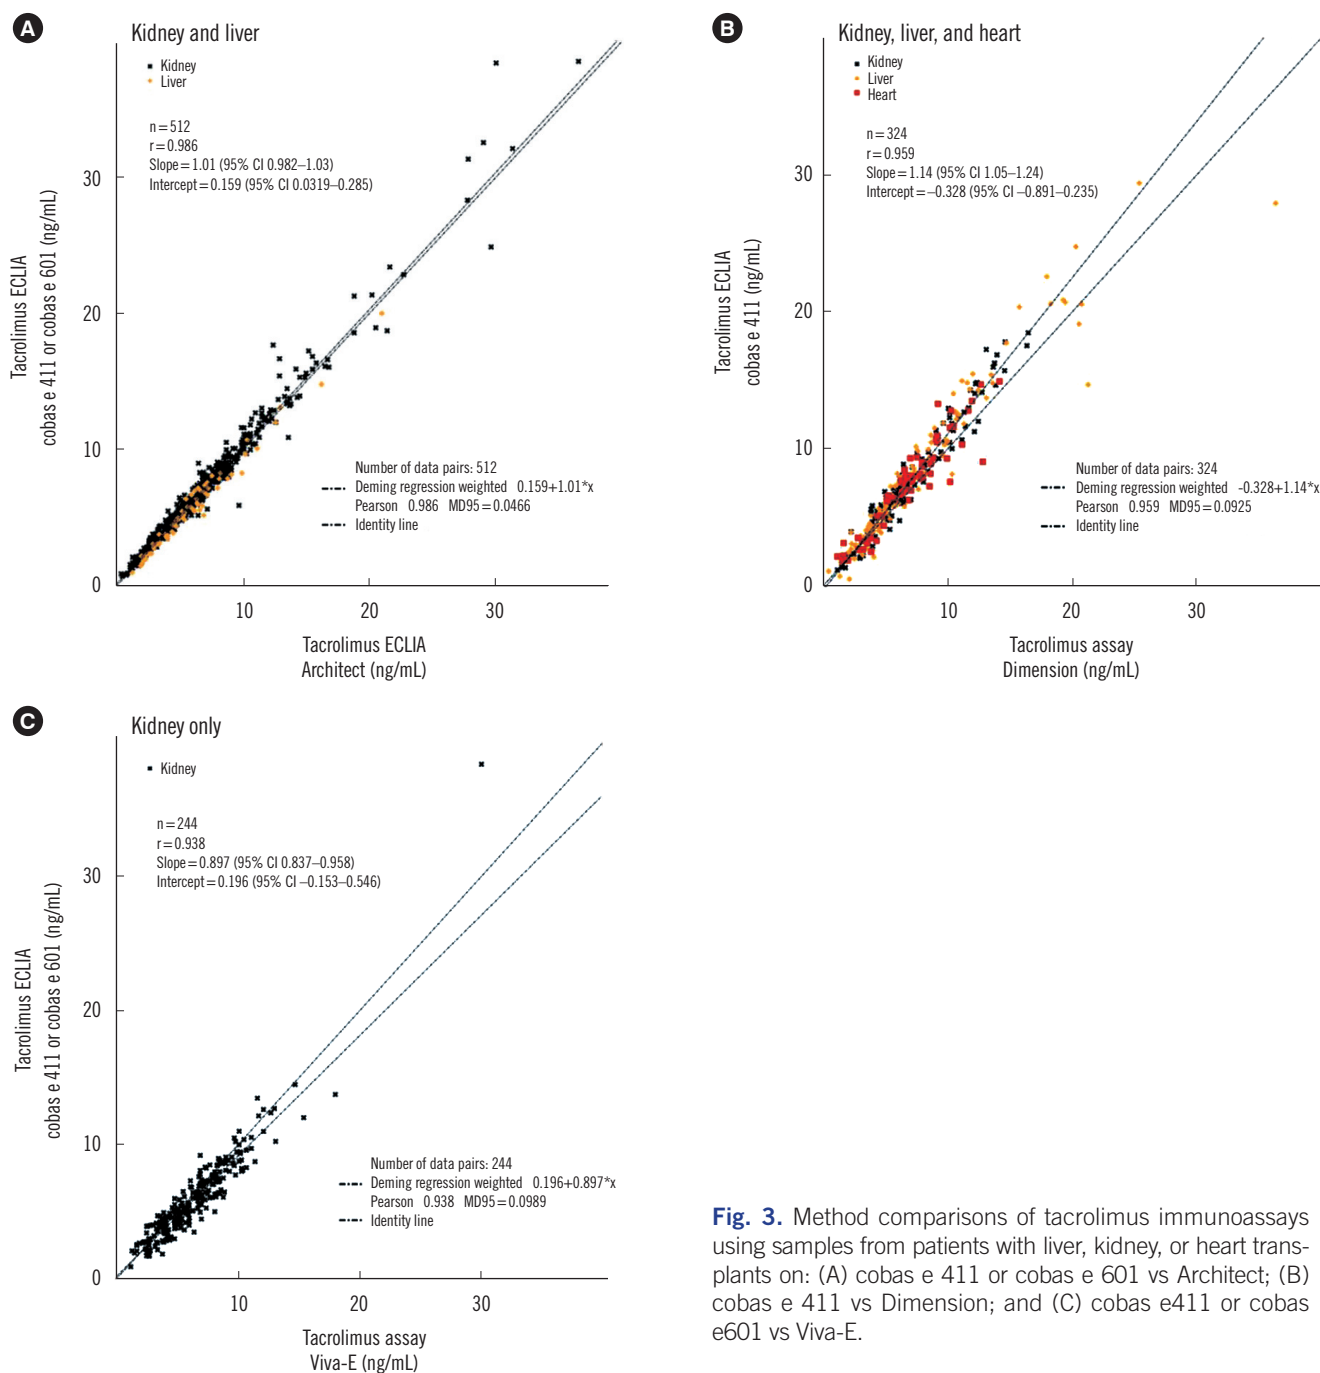 A
Kidney and liver
Kidney
Liver
n=512
r=0.986
Slope=1.01 (95% CI 0.982–1.03)
Intercept=0.159 (95% CI 0.0319–0.285)
30
20
10
0
10
20
30
Tacrolimus ECLIA
cobas e 411 or cobas e 601 (ng/mL)
Number of data pairs: 512
Deming regression weighted 0.159+1.01*x
Pearson 0.986 MD95=0.0466
Identity line
Tacrolimus ECLIA
Architect (ng/mL)
B
Kidney, liver, and heart
Kidney
Liver
Heart
n=324
r=0.959
Slope=1.14 (95% CI 1.05–1.24)
Intercept=–0.328 (95% CI –0.891–0.235)
30
20
10
0
10
20
30
Tacrolimus ECLIA
cobas e 411 (ng/mL)
Number of data pairs: 324
Deming regression weighted -0.328+1.14*x
Pearson 0.959 MD95=0.0925
Identity line
Tacrolimus assay
Dimension (ng/mL)
C
Kidney only
Kidney
n=244
r=0.938
Slope=0.897 (95% CI 0.837–0.958)
Intercept=0.196 (95% CI –0.153–0.546)
30
20
10
0
10
20
30
Tacrolimus ECLIA
cobas e 411 or cobas e 601 (ng/mL)
Number of data pairs: 244
Deming regression weighted 0.196+0.897*x
Pearson 0.938 MD95=0.0989
Identity line
Tacrolimus assay
Viva-E (ng/mL)
Fig. 3. Method comparisons of tacrolimus immunoassays
using samples from patients with liver, kidney, or heart trans-
plants on: (A) cobas e 411 or cobas e 601 vs Architect; (B)
cobas e 411 vs Dimension; and (C) cobas e411 or cobas
e601 vs Viva-E.